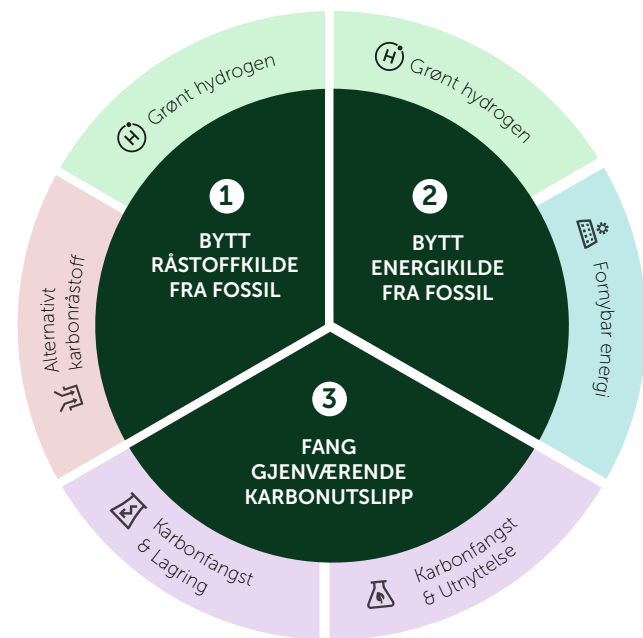 Grønt hydrogen
Grønt hydrogen
1
BYTT
RÅSTOFFKILDE
FRA FOSSIL
2
BYTT
ENERGIKILDE
FRA FOSSIL
Fornybar energi
Alternativt
karbonråstoff
3
FANG
GJENVÆRENDE
KARBONUTSLIPP
Karbonfangst
& Lagring
Karbonfangst
& Utnyttelse